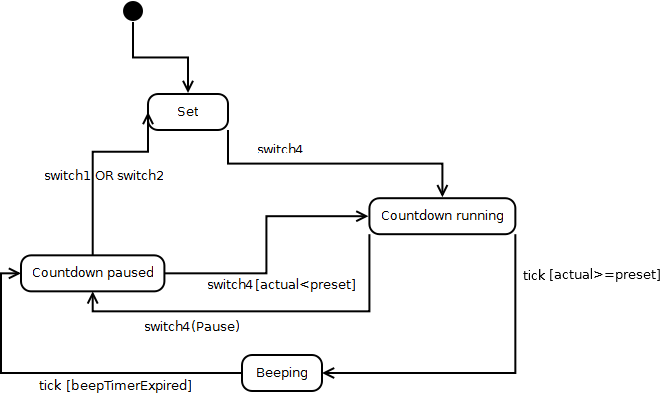 Set
switch4
switch1 OR switch2
Countdown running
Countdown paused
tick [actual>=preset]
switch4 [actual<preset]
switch4(Pause)
Beeping
tick [beepTimerExpired]